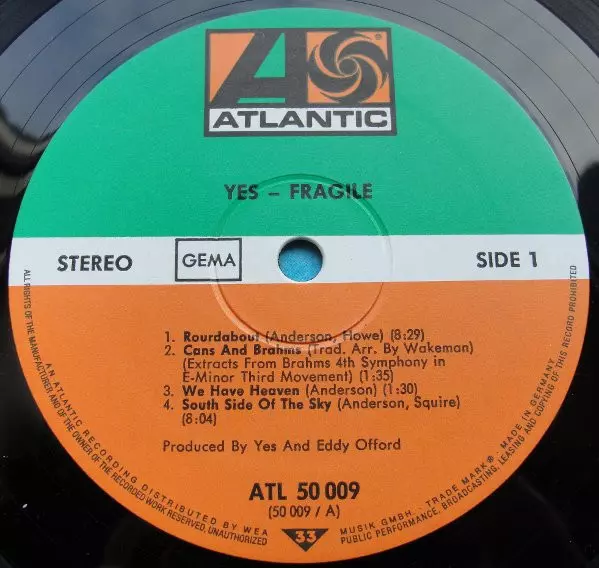 ATLANTIC
YES – FRAGILE
STEREO
GEMA
SIDE 1
1. Rourdabout (Anderson, Howe) (8:29)
2. Cans And Brahms (Trad. Arr. By Wakeman)
(Extracts From Brahms 4th Symphony in
E-Minor Third Movement) (1:35)
3. We Have Heaven (Anderson) (1:30)
4. South Side Of The Sky (Anderson, Squire)
(8:04)
Produced By Yes And Eddy Offord
ATL 50 009
(50 009 / A)
33
ALL RIGHTS OF THE MANUFACTURER AND OF THE OWNER OF THE RECORDED WORK RESERVED, UNAUTHORIZED PUBLIC PERFORMANCE, BROADCASTING, LEASING AND COPYING OF THIS RECORD PROHIBITED
AN ATLANTIC RECORDING DISTRIBUTED BY WEA MUSIK GMBH · TRADE MARK® · MADE IN GERMANY